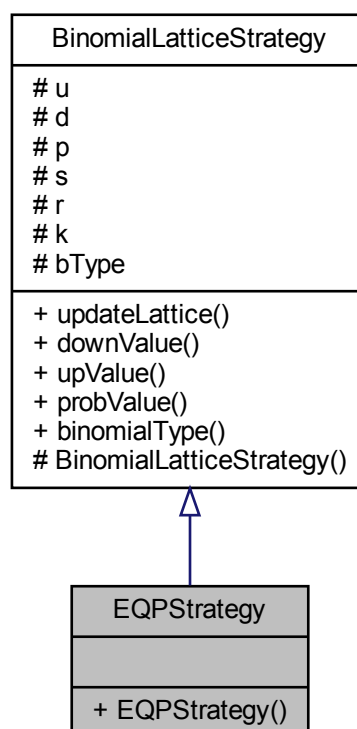 BinomialLatticeStrategy
# u
# d
# p
# s
# r
# k
# bType
+ updateLattice()
+ downValue()
+ upValue()
+ probValue()
+ binomialType()
# BinomialLatticeStrategy()
EQPStrategy
+ EQPStrategy()